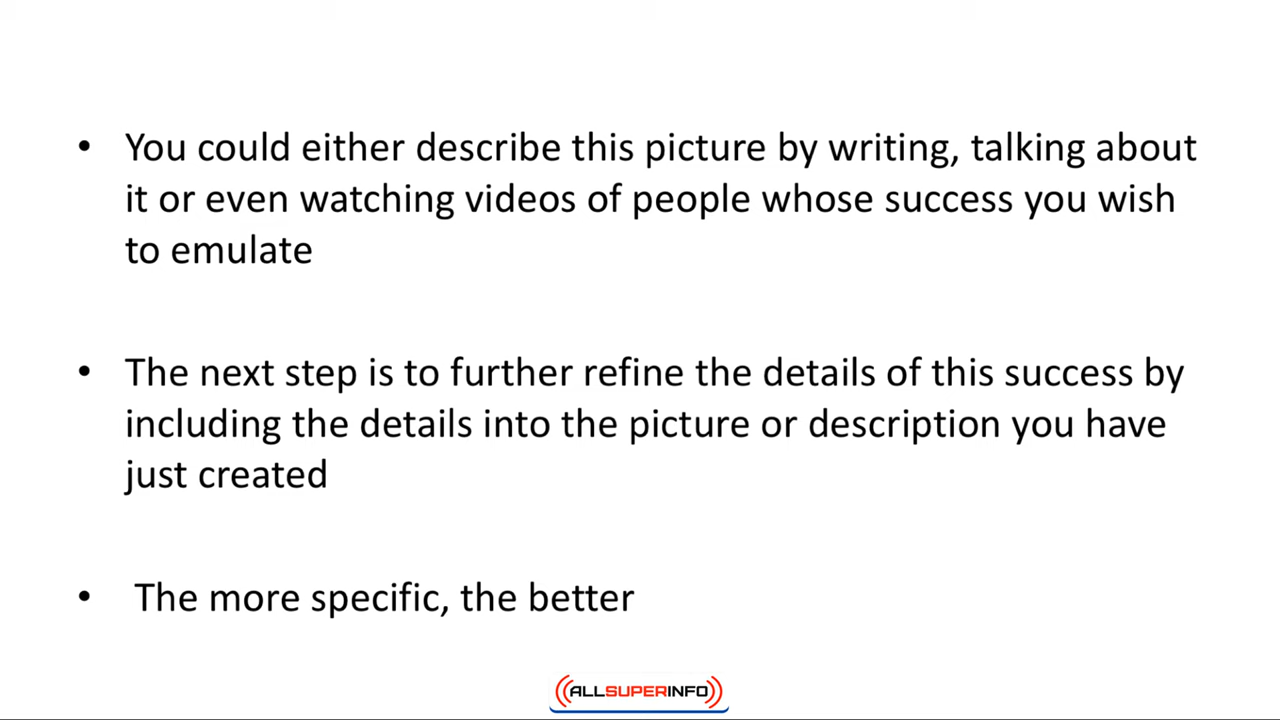 • You could either describe this picture by writing, talking about
it or even watching videos of people whose success you wish
to emulate
• The next step is to further refine the details of this success by
including the details into the picture or description you have
just created
• The more specific, the better
ALLSUPERINFO